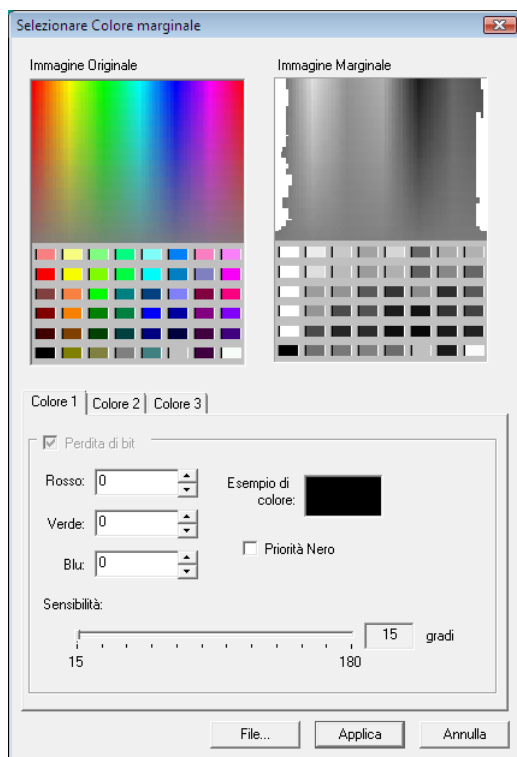 Selezionare Colore marginale
Immagine Originale
Immagine Marginale
Colore 1
Colore 2
Colore 3
Perdita di bit
Rosso: 0
Esempio di colore:
Verde: 0
Priorità Nero
Blu: 0
Sensibilità:
15 gradi
15
180
File...
Applica
Annulla